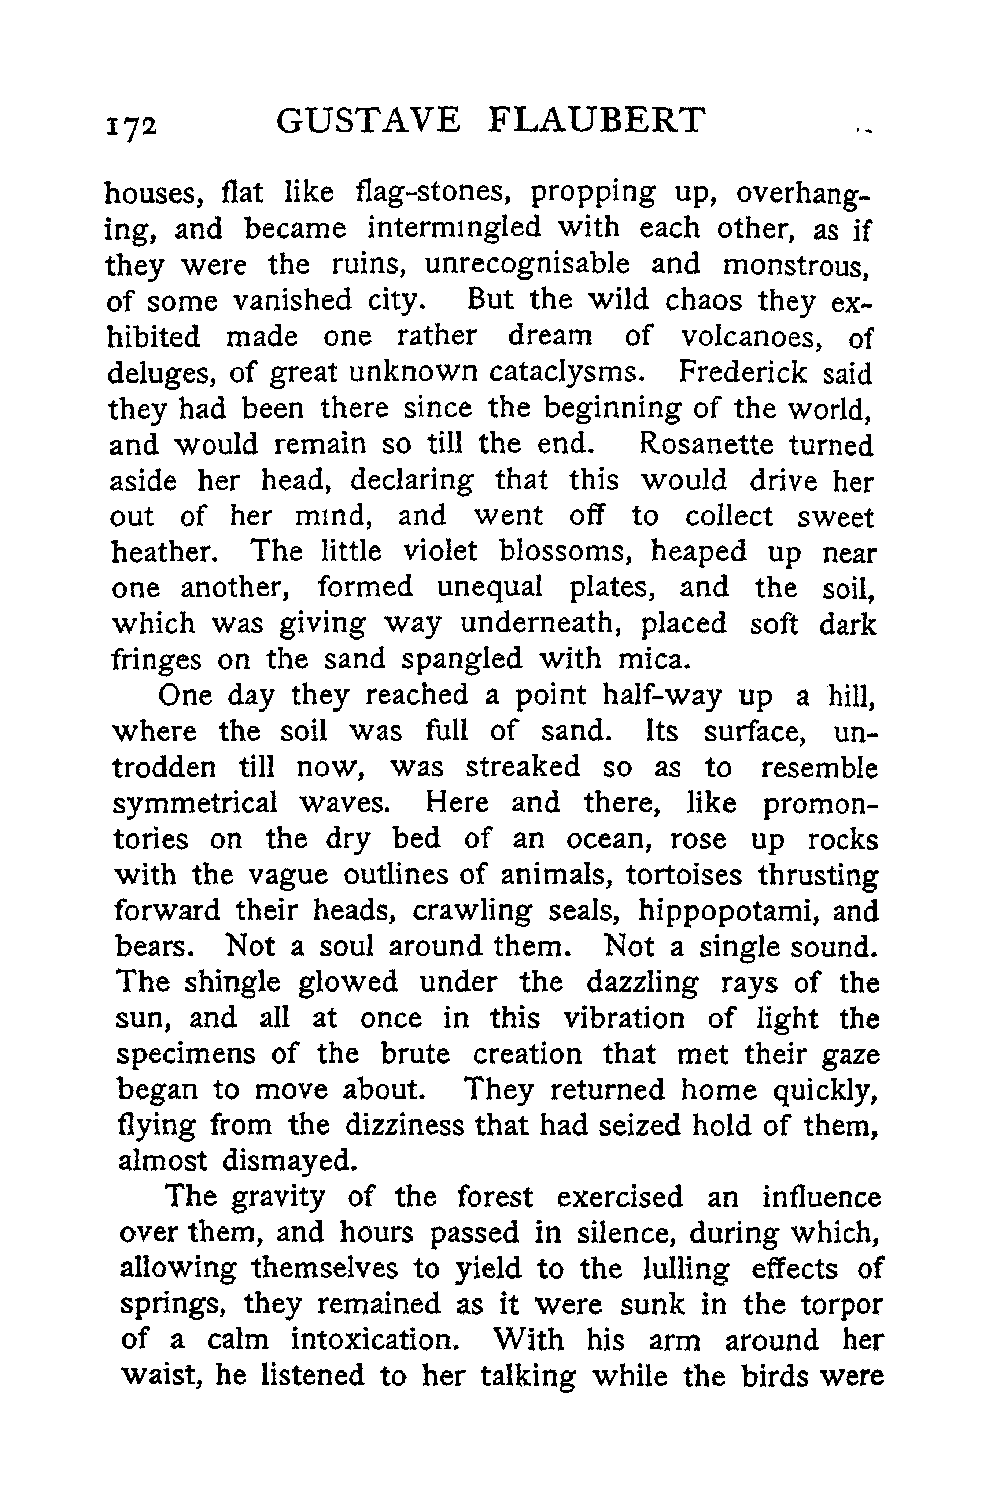 172 GUSTAVE FLAUBERT
houses, flat like flag-stones, propping up, overhang-
ing, and became intermingled with each other, as if
they were the ruins, unrecognisable and monstrous,
of some vanished city. But the wild chaos they ex-
hibited made one rather dream of volcanoes, of
deluges, of great unknown cataclysms. Frederick said
they had been there since the beginning of the world,
and would remain so till the end. Rosanette turned
aside her head, declaring that this would drive her
out of her mind, and went off to collect sweet
heather. The little violet blossoms, heaped up near
one another, formed unequal plates, and the soil,
which was giving way underneath, placed soft dark
fringes on the sand spangled with mica.
One day they reached a point half-way up a hill,
where the soil was full of sand. Its surface, un-
trodden till now, was streaked so as to resemble
symmetrical waves. Here and there, like promon-
tories on the dry bed of an ocean, rose up rocks
with the vague outlines of animals, tortoises thrusting
forward their heads, crawling seals, hippopotami, and
bears. Not a soul around them. Not a single sound.
The shingle glowed under the dazzling rays of the
sun, and all at once in this vibration of light the
specimens of the brute creation that met their gaze
began to move about. They returned home quickly,
flying from the dizziness that had seized hold of them,
almost dismayed.
The gravity of the forest exercised an influence
over them, and hours passed in silence, during which,
allowing themselves to yield to the lulling effects of
springs, they remained as it were sunk in the torpor
of a calm intoxication. With his arm around her
waist, he listened to her talking while the birds were